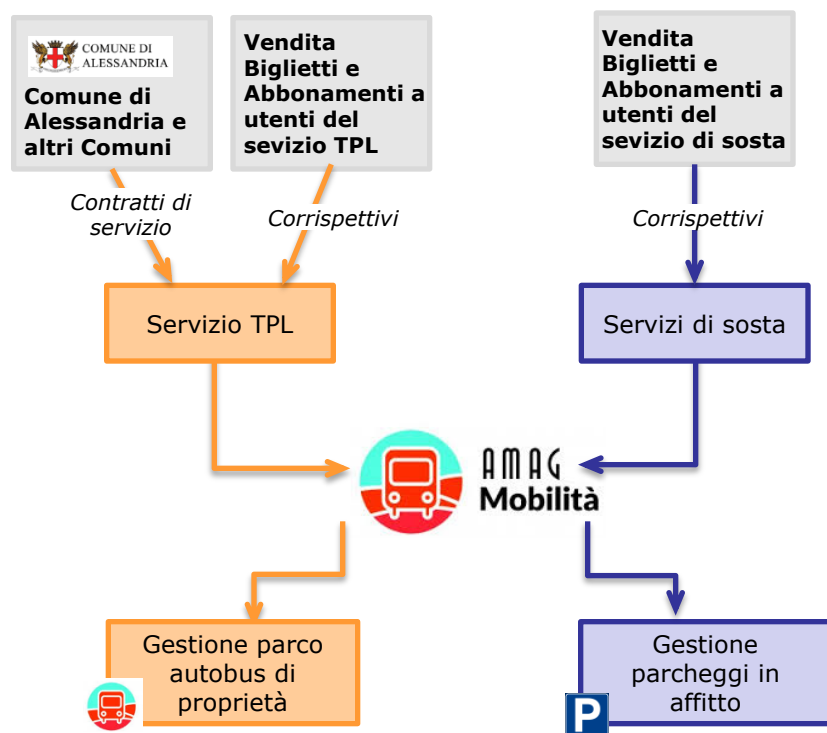 COMUNE DI
ALESSANDRIA
Comune di
Alessandria e
altri Comuni
Vendita
Biglietti e
Abbonamenti a
utenti del
sevizio TPL
Vendita
Biglietti e
Abbonamenti a
utenti del
sevizio di sosta
Contratti di
servizio
Corrispettivi
Corrispettivi
Servizio TPL
Servizi di sosta
AMAG
Mobilità
Gestione parco
autobus di
proprietà
Gestione
parcheggi in
affitto
P